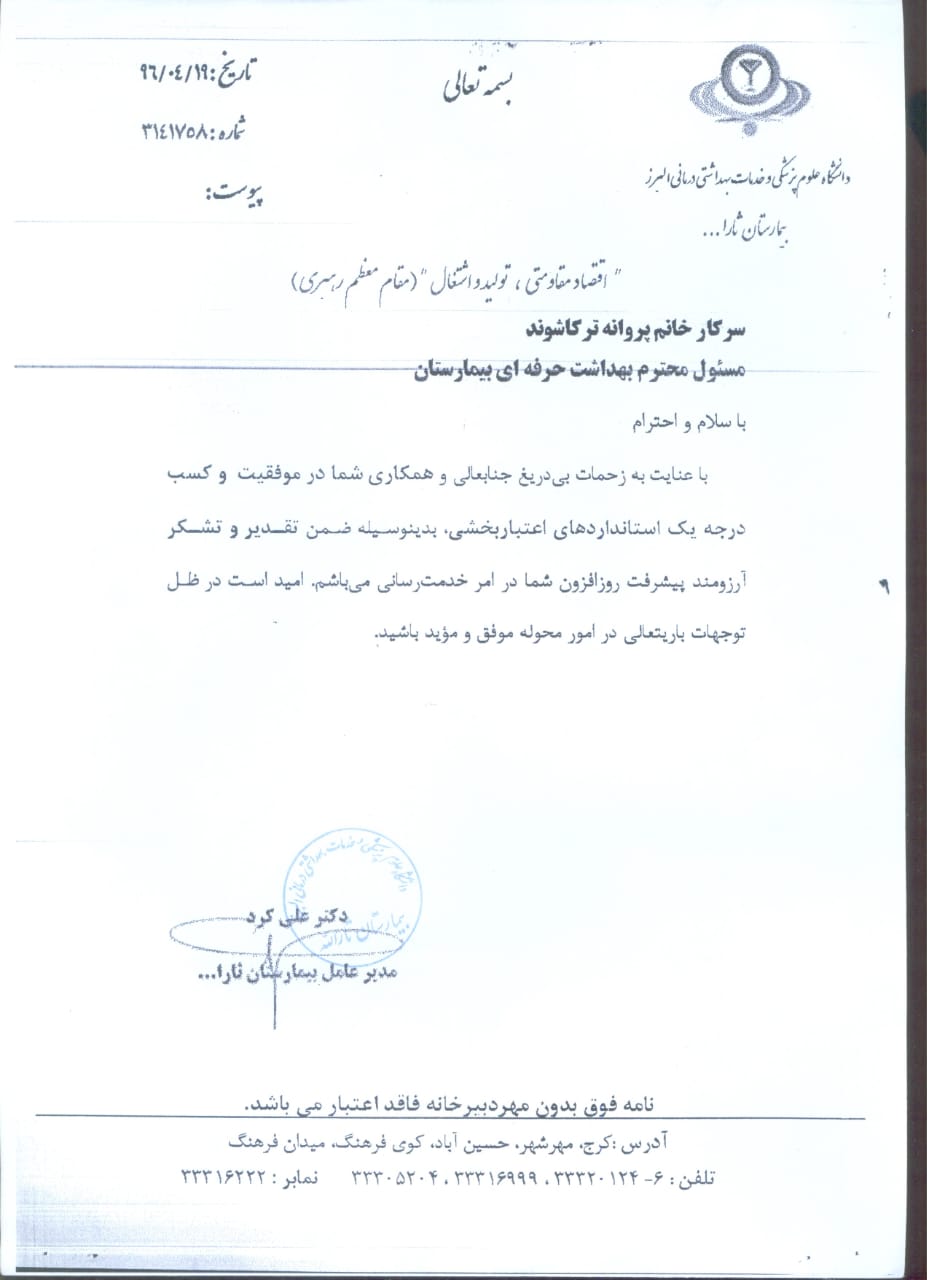 بسمه تعالی
تاریخ: ۹۶/۰۴/۱۹
شماره: ۳۱۴۱۷۵۸
پیوست:
دانشگاه علوم پزشکی و خدمات بهداشتی درمانی البرز
بیمارستان ثارا...
" اقتصاد مقاومتی ، تولید و اشتغال " (مقام معظم رهبری)
سرکار خانم پروانه ترکاشوند
مسئول محترم بهداشت حرفه ای بیمارستان
با سلام و احترام
با عنایت به زحمات بی‌دریغ جنابعالی و همکاری شما در موفقیت و کسب
درجه یک استانداردهای اعتباربخشی، بدینوسیله ضمن تقدیر و تشکر
آرزومند پیشرفت روزافزون شما در امر خدمت‌رسانی می‌باشم. امید است در ظل
توجهات باریتعالی در امور محوله موفق و مؤید باشید.
دانشگاه علوم پزشکی و خدمات بهداشتی درمانی
بیمارستان ثارالله
دکتر علی کرد
مدیر عامل بیمارستان ثارا...
نامه فوق بدون مهردبیرخانه فاقد اعتبار می باشد.
آدرس :کرج، مهرشهر، حسین آباد، کوی فرهنگ، میدان فرهنگ
تلفن : ۶- ۳۳۳۲۰۱۲۴ ، ۳۳۳۱۶۹۹۹ ، ۳۳۳۰۵۲۰۴ نمابر : ۳۳۳۱۶۲۲۲